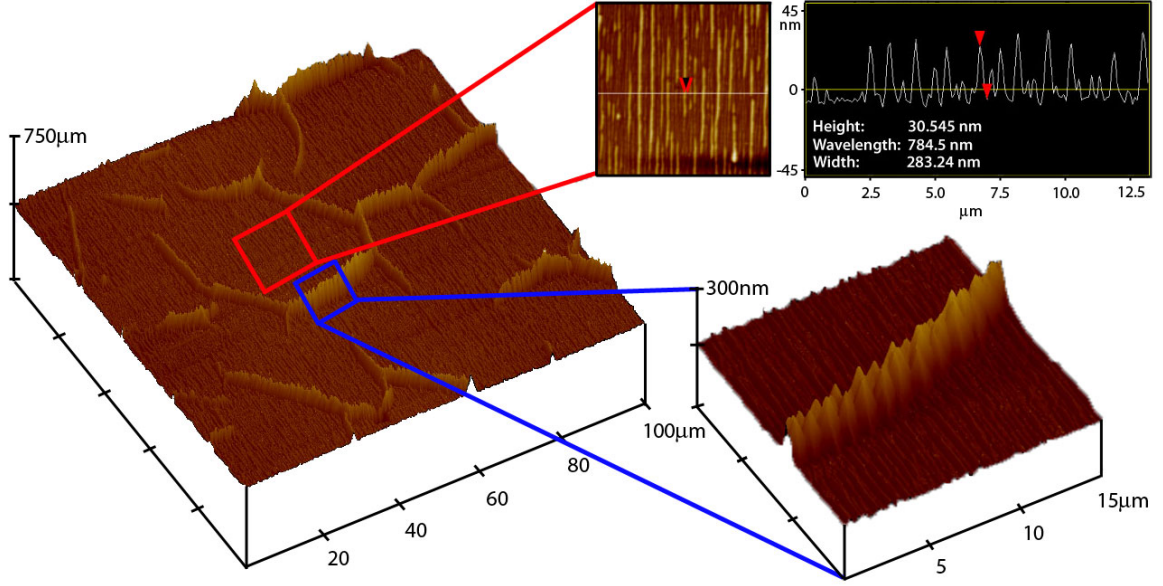 750μm
20
40
60
80
100μm
45
nm
0
-45
Height: 30.545 nm
Wavelength: 784.5 nm
Width: 283.24 nm
0
2.5
5.0
7.5
10.0
12.5
μm
300nm
5
10
15μm